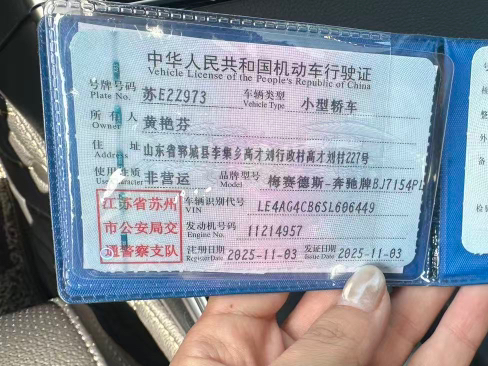 中华人民共和国机动车行驶证
Vehicle License of the People's Republic of China
号牌号码 苏E2Z973 车辆类型 小型轿车
Plate No. Vehicle Type
所有人 黄艳芬
Owner
住址 山东省郓城县李集乡高才刘行政村高才刘村227号
Address
使用性质 非营运 品牌型号 梅赛德斯-奔驰牌BJ7154P
Use Character Model
江苏省苏州
市公安局交
通警察支队
车辆识别代号 LE4AG4CB6SL606449
VIN
发动机号码 11214957
Engine No.
注册日期 2025-11-03 发证日期 2025-11-03
Register Date Issue Date